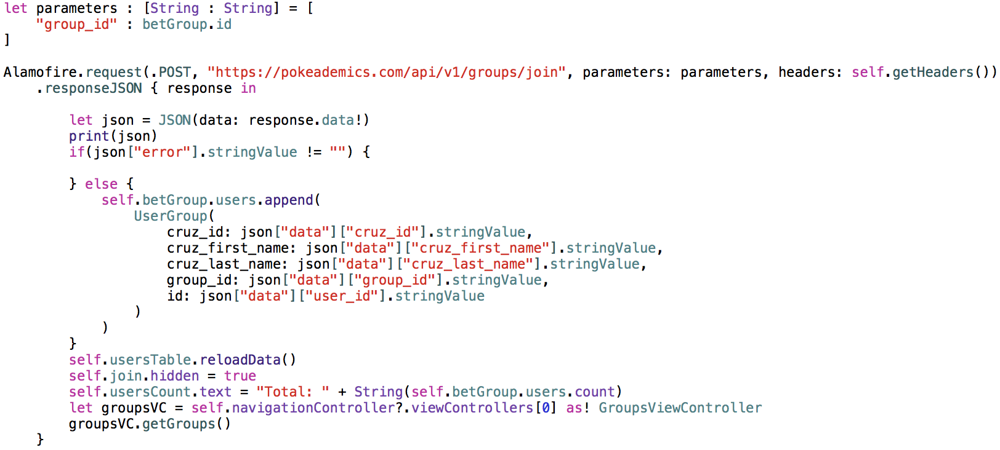 let parameters : [String : String] = [
    "group_id" : betGroup.id
]
Alamofire.request(.POST, "https://pokeademics.com/api/v1/groups/join", parameters: parameters, headers: self.getHeaders())
    .responseJSON { response in
        let json = JSON(data: response.data!)
        print(json)
        if(json["error"].stringValue != "") {
        } else {
            self.betGroup.users.append(
                UserGroup(
                    cruz_id: json["data"]["cruz_id"].stringValue,
                    cruz_first_name: json["data"]["cruz_first_name"].stringValue,
                    cruz_last_name: json["data"]["cruz_last_name"].stringValue,
                    group_id: json["data"]["group_id"].stringValue,
                    id: json["data"]["user_id"].stringValue
                )
            )
        }
        self.usersTable.reloadData()
        self.join.hidden = true
        self.usersCount.text = "Total: " + String(self.betGroup.users.count)
        let groupsVC = self.navigationController?.viewControllers[0] as! GroupsViewController
        groupsVC.getGroups()
    }